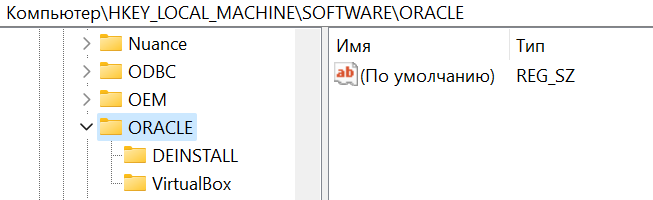 Компьютер\HKEY_LOCAL_MACHINE\SOFTWARE\ORACLE
Nuance
ODBC
OEM
ORACLE
DEINSTALL
VirtualBox
Имя Тип
ab (По умолчанию) REG_SZ